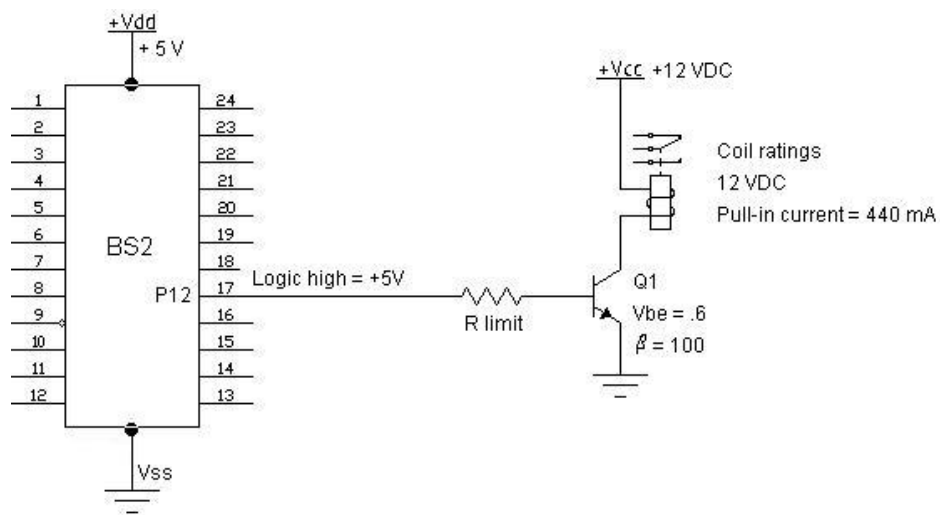 +Vdd
+ 5 V
+Vcc +12 VDC
1 24
2 23
3 22
Coil ratings
4 21
12 VDC
5 20
Pull-in current = 440 mA
6 19
BS2
7 18
Logic high = +5V
Q1
8 P12 17
R limit
Vbe = .6
9 16
10 15
β = 100
11 14
12 13
Vss